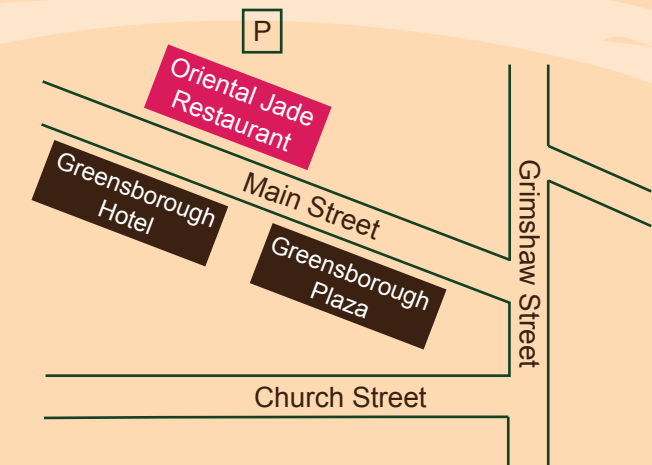 P
Oriental Jade
Restaurant
Greensborough
Hotel
Main Street
Greensborough
Plaza
Grimshaw Street
Church Street